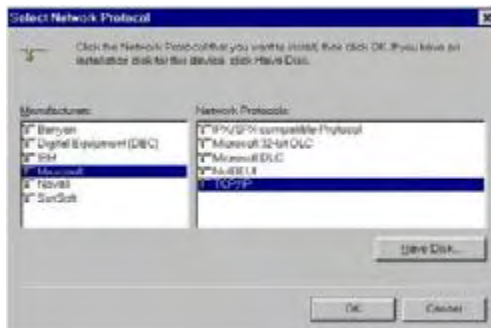 Select Network Protocol
Click the Network Protocol that you want to install, then click OK. If you have an
installation disk for this device, click Have Disk.
Manufacturers:
Network Protocols:
Banyan
Digital Equipment (DEC)
IBM
Microsoft
Novell
SunSoft
IPX/SPX-compatible Protocol
Microsoft 32-bit DLC
Microsoft DLC
NetBEUI
TCP/IP
Have Disk...
OK
Cancel